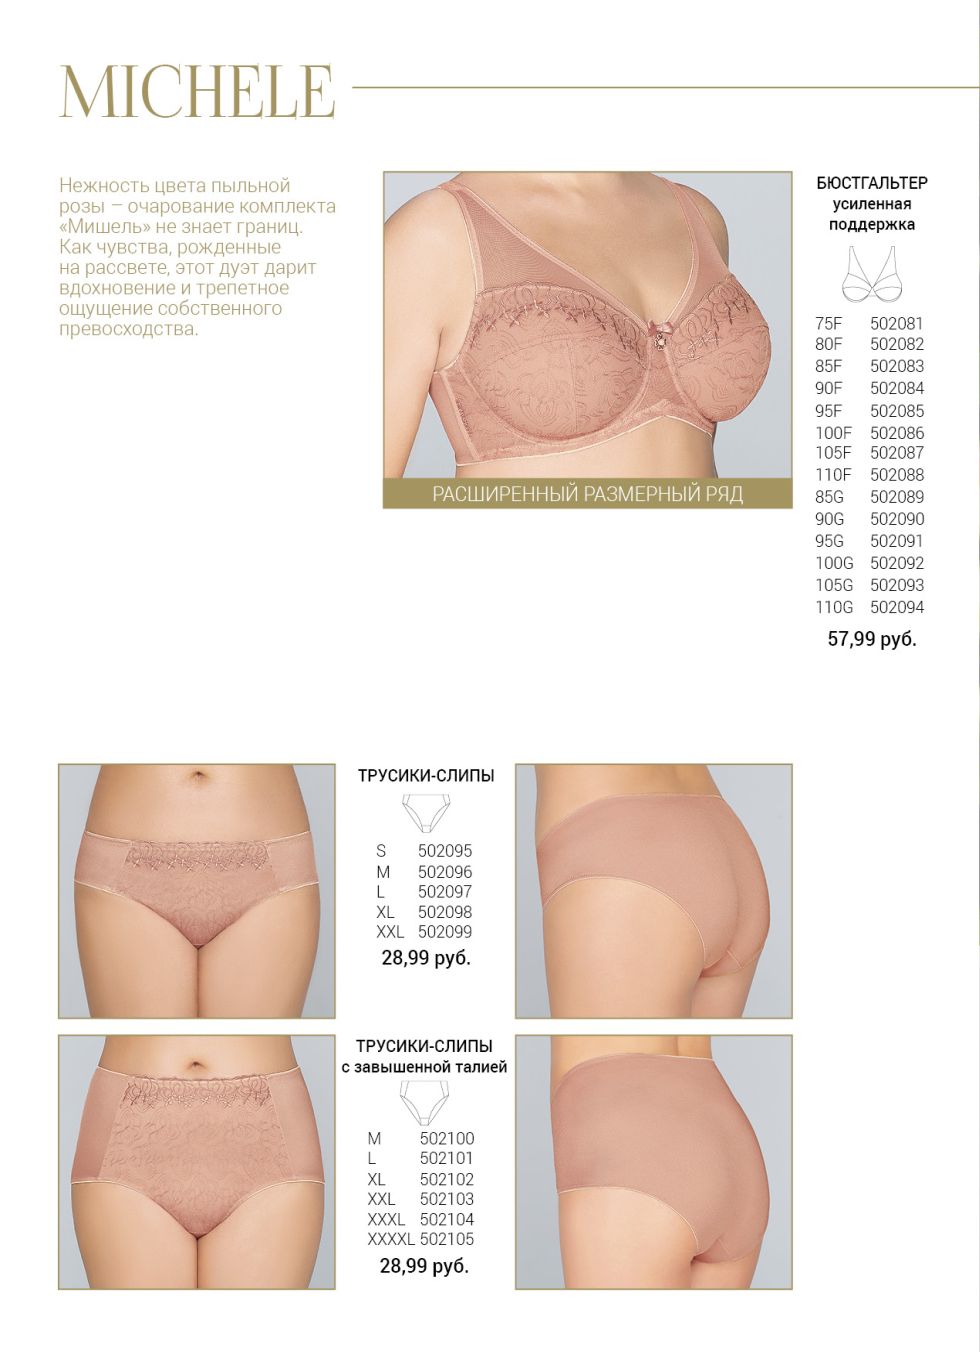 MICHELE
Нежность цвета пыльной
розы – очарование комплекта
«Мишель» не знает границ.
Как чувства, рожденные
на рассвете, этот дуэт дарит
вдохновение и трепетное
ощущение собственного
превосходства.
РАСШИРЕННЫЙ РАЗМЕРНЫЙ РЯД
БЮСТГАЛЬТЕР
усиленная
поддержка
75F 502081
80F 502082
85F 502083
90F 502084
95F 502085
100F 502086
105F 502087
110F 502088
85G 502089
90G 502090
95G 502091
100G 502092
105G 502093
110G 502094
57,99 руб.
ТРУСИКИ-СЛИПЫ
S 502095
M 502096
L 502097
XL 502098
XXL 502099
28,99 руб.
ТРУСИКИ-СЛИПЫ
с завышенной талией
M 502100
L 502101
XL 502102
XXL 502103
XXXL 502104
XXXXL 502105
28,99 руб.